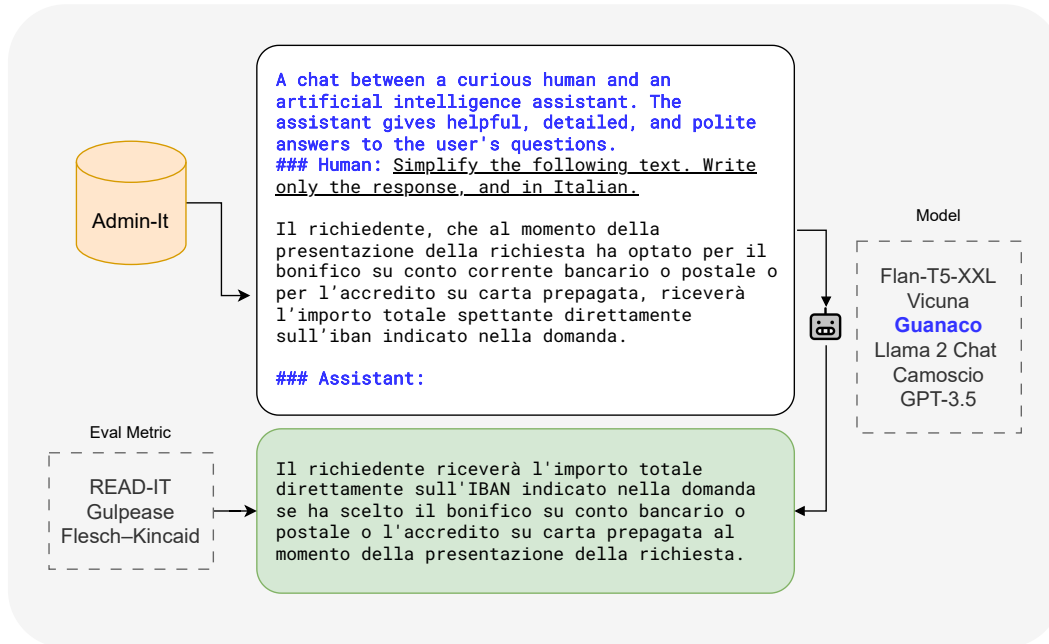 A chat between a curious human and an
artificial intelligence assistant. The
assistant gives helpful, detailed, and polite
answers to the user's questions.
### Human: Simplify the following text. Write
only the response, and in Italian.
Il richiedente, che al momento della
presentazione della richiesta ha optato per il
bonifico su conto corrente bancario o postale o
per l’accredito su carta prepagata, riceverà
l’importo totale spettante direttamente
sull’iban indicato nella domanda.
### Assistant:
Admin-It
Model
Flan-T5-XXL
Vicuna
Guanaco
Llama 2 Chat
Camoscio
GPT-3.5
Eval Metric
READ-IT
Gulpease
Flesch–Kincaid
Il richiedente riceverà l'importo totale
direttamente sull'IBAN indicato nella domanda
se ha scelto il bonifico su conto bancario o
postale o l'accredito su carta prepagata al
momento della presentazione della richiesta.